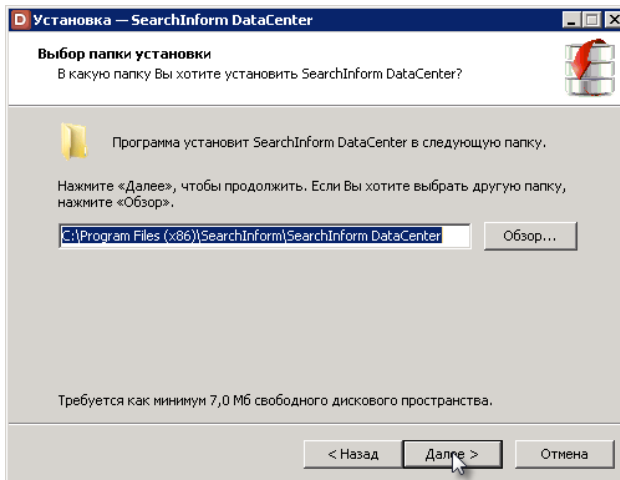 D Установка — SearchInform DataCenter
Выбор папки установки
В какую папку Вы хотите установить SearchInform DataCenter?
Программа установит SearchInform DataCenter в следующую папку.
Нажмите «Далее», чтобы продолжить. Если Вы хотите выбрать другую папку,
нажмите «Обзор».
C:\Program Files (x86)\SearchInform\SearchInform DataCenter
Обзор...
Требуется как минимум 7,0 Мб свободного дискового пространства.
< Назад
Далее >
Отмена